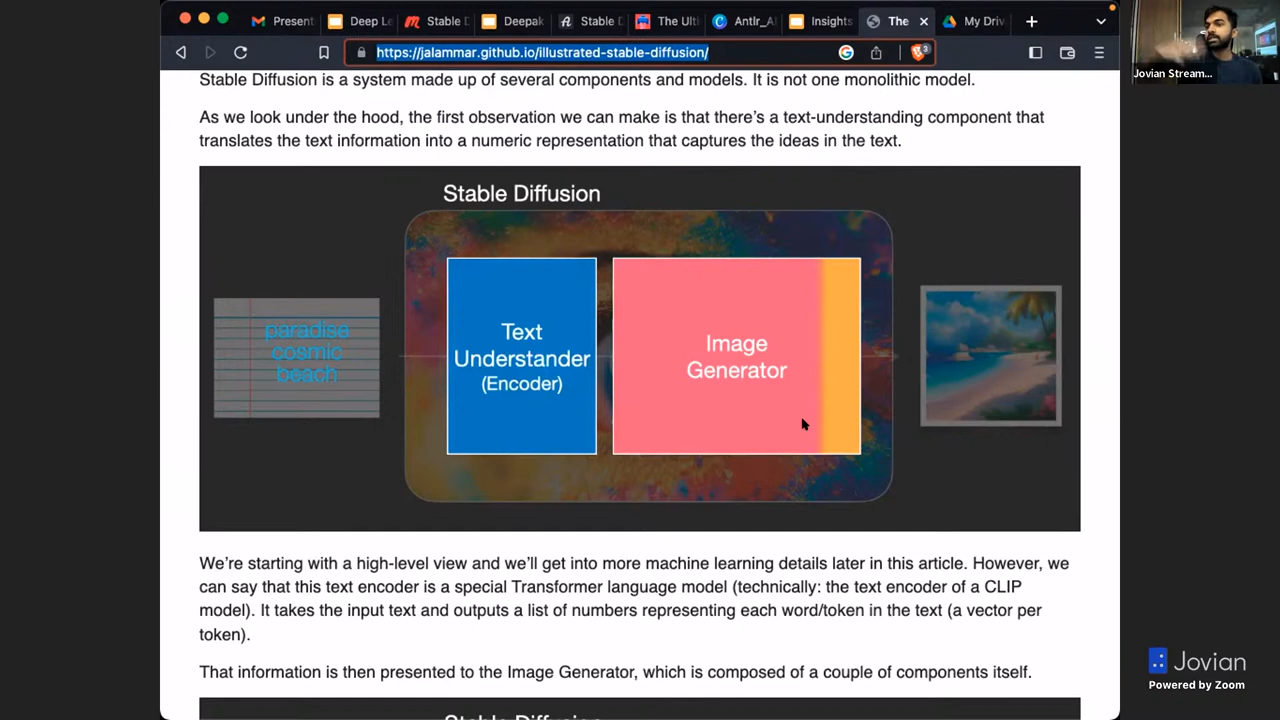 Present
Deep Le
Stable D
Deepak
Stable D
The Ulti
Antlr_A
Insights
The
My Driv
https://jalammar.github.io/illustrated-stable-diffusion/
3
Jovian Stream...
Stable Diffusion is a system made up of several components and models. It is not one monolithic model.
As we look under the hood, the first observation we can make is that there's a text-understanding component that
translates the text information into a numeric representation that captures the ideas in the text.
Stable Diffusion
paradise
cosmic
beach
Text
Understander
(Encoder)
Image
Generator
We're starting with a high-level view and we'll get into more machine learning details later in this article. However, we
can say that this text encoder is a special Transformer language model (technically: the text encoder of a CLIP
model). It takes the input text and outputs a list of numbers representing each word/token in the text (a vector per
token).
That information is then presented to the Image Generator, which is composed of a couple of components itself.
Stable Diffusion
Jovian
Powered by Zoom